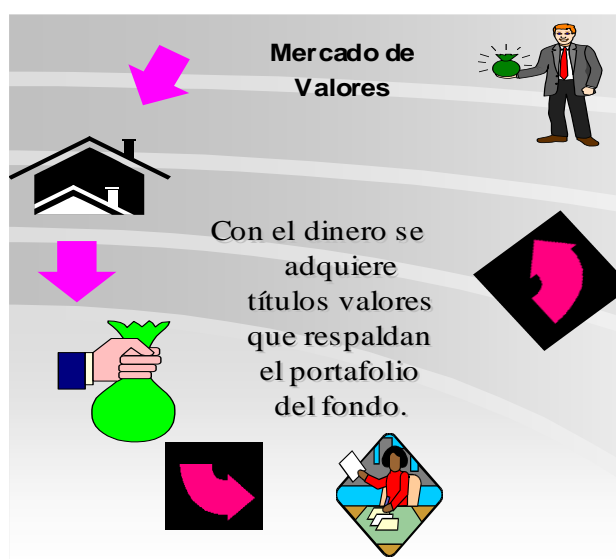 Mercado de
Valores
Con el dinero se
adquiere
títulos valores
que respaldan
el portafolio
del fondo.